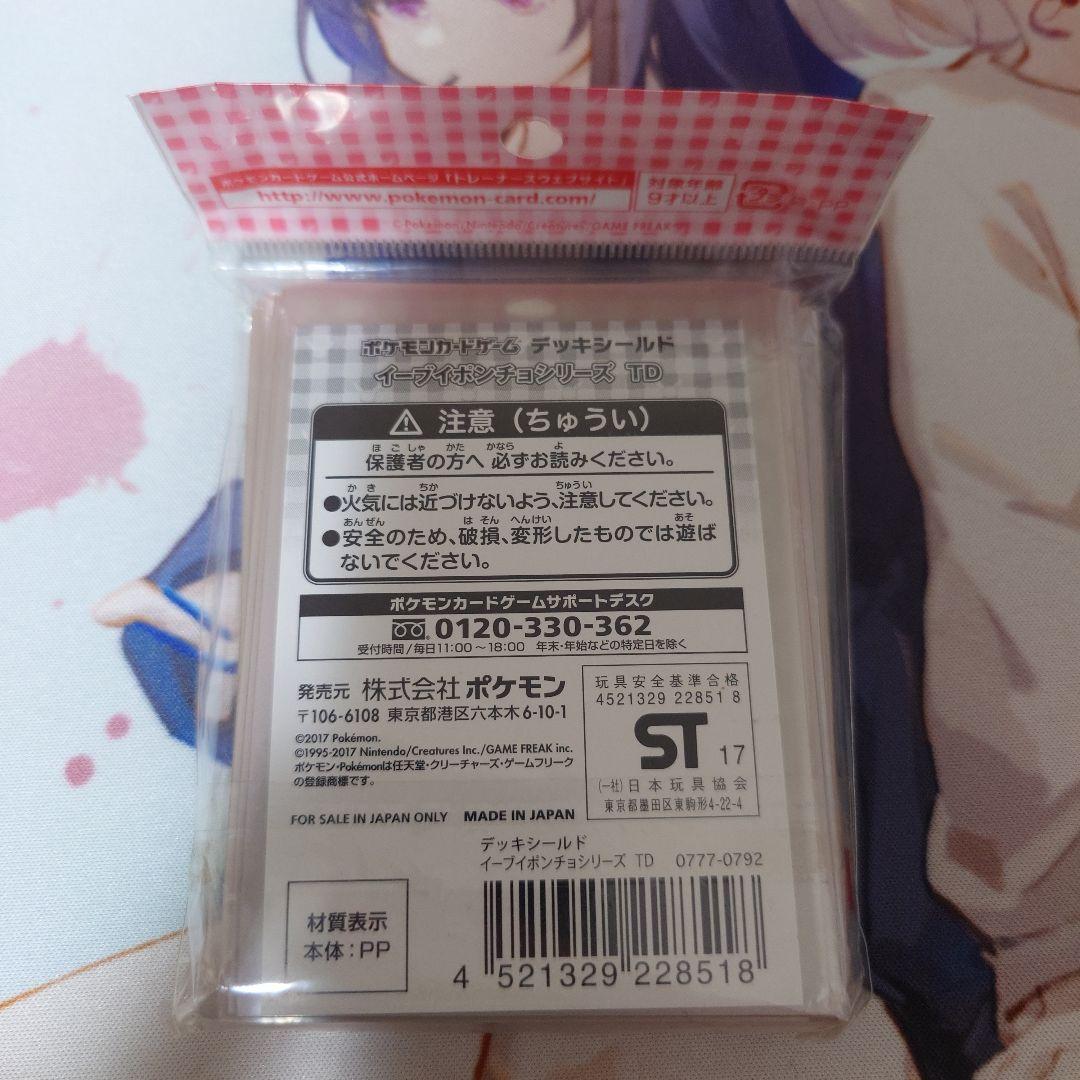 ポケモンカードゲーム公式ホームページ「トレーナーズウェブサイト」
http://www.pokemon-card.com/
対象年齢
9才以上
プラ
PP
©Pokémon/Nintendo/Creatures/GAME FREAK
ポケモンカードゲーム デッキシールド
イーブイポンチョシリーズ TD
注意（ちゅうい）
保護者の方へ 必ずお読みください。
●火気には近づけないよう、注意してください。
●安全のため、破損、変形したものでは遊ば
ないでください。
ポケモンカードゲームサポートデスク
0120-330-362
受付時間/毎日11:00～18:00 年末・年始などの特定日を除く
発売元 株式会社 ポケモン
〒106-6108 東京都港区六本木6-10-1
©2017 Pokémon.
©1995-2017 Nintendo/Creatures Inc./GAME FREAK inc.
ポケモン・Pokémonは任天堂・クリーチャーズ・ゲームフリーク
の登録商標です。
FOR SALE IN JAPAN ONLY MADE IN JAPAN
玩具安全基準合格
4521329 22851 8
ST 17
(一社)日本玩具協会
東京都墨田区東駒形4-22-4
デッキシールド
イーブイポンチョシリーズ TD 0777-0792
材質表示
本体：PP
4 521329 228518